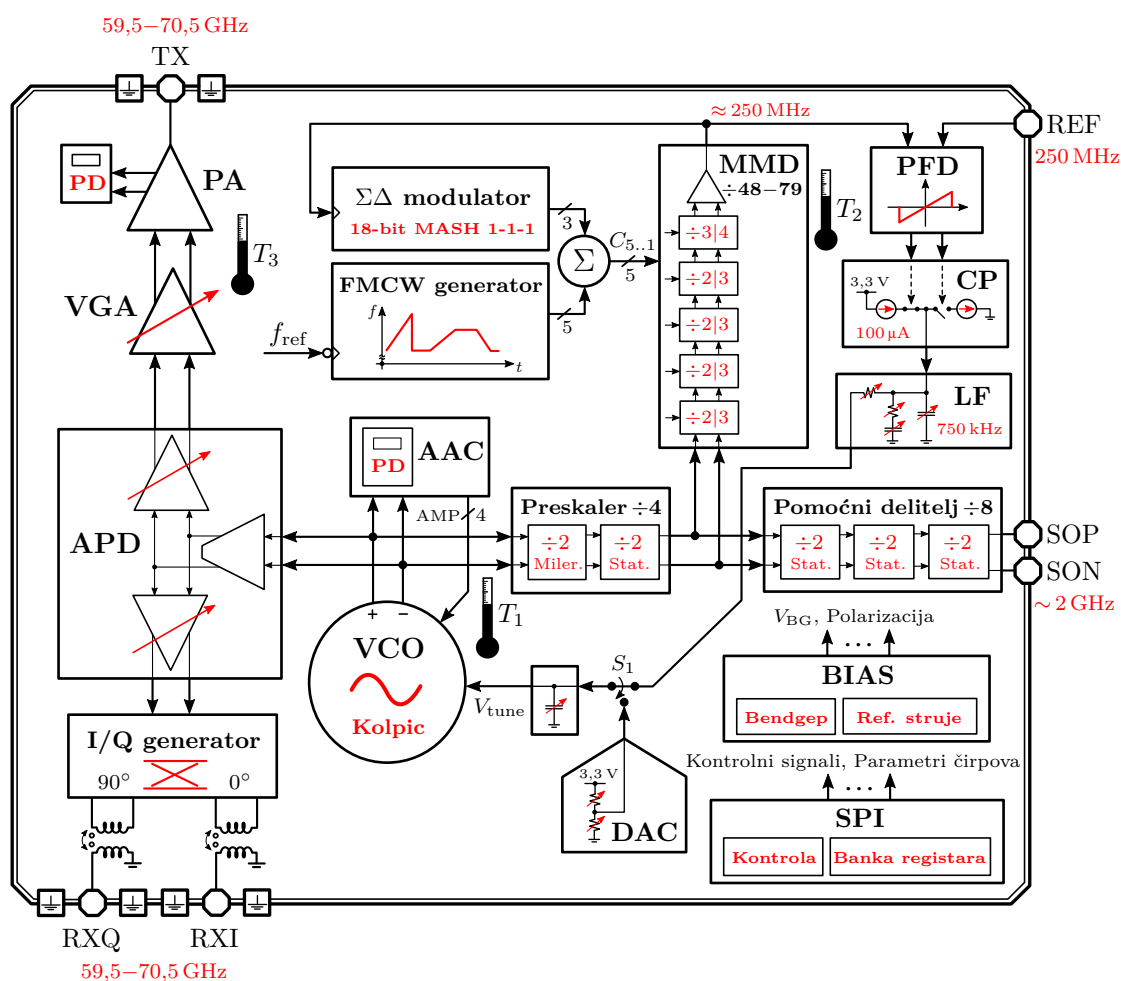 59,5−70,5 GHz
TX
≈ 250 MHz
REF
250 MHz
PD
PA
ΣΔ modulator
18-bit MASH 1-1-1
3
MMD
÷48−79
T2
PFD
T3
VGA
Σ
C5..1
5
÷3|4
÷2|3
÷2|3
÷2|3
÷2|3
FMCW generator
f
t
5
fref
3,3 V
CP
100 µA
LF
750 kHz
AAC
PD
AMP
4
APD
Preskaler ÷4
÷2
Miler.
÷2
Stat.
Pomoćni delitelj ÷8
÷2
Stat.
÷2
Stat.
÷2
Stat.
SOP
SON
∼ 2 GHz
+
−
VCO
Kolpic
T1
Vtune
S1
VBG, Polarizacija
...
BIAS
Bendgep
Ref. struje
I/Q generator
90°
0°
3,3 V
DAC
Kontrolni signali, Parametri čirpova
...
SPI
Kontrola
Banka registara
RXQ
RXI
59,5−70,5 GHz